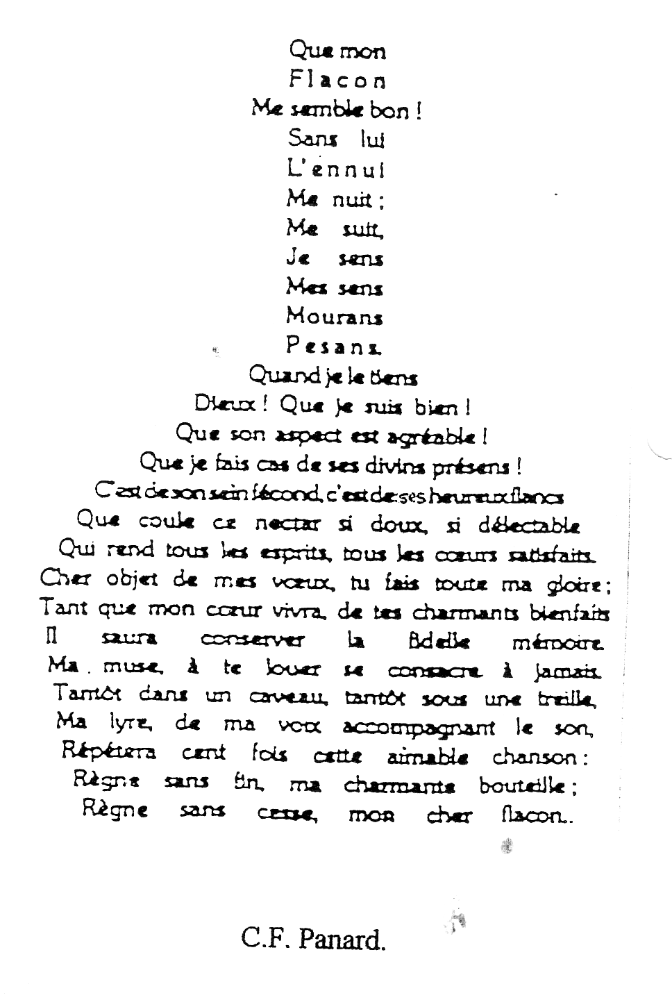 Que mon
Flacon
Me semble bon !
Sans lui
L'ennui
Me nuit ;
Me suit,
Je sens
Mes sens
Mourans
Pesans.
Quand je le tiens
Dieux ! Que je suis bien !
Que son aspect est agréable !
Que je fais cas de ses divins présens !
C'est de son sein fécond, c'est de ses heureux flancs
Que coule ce nectar si doux, si délectable
Qui rend tous les esprits, tous les cœurs satisfaits.
Cher objet de mes vœux, tu fais toute ma gloire ;
Tant que mon cœur vivra, de tes charmants bienfaits
Il saura conserver la fidelle mémoire.
Ma muse, à te louer se consacre à jamais.
Tantôt dans un caveau, tantôt sous une treille,
Ma lyre, de ma voix accompagnant le son,
Répétera cent fois cette aimable chanson :
Règne sans fin, ma charmante bouteille ;
Règne sans cesse, mon cher flacon.
C.F. Panard.